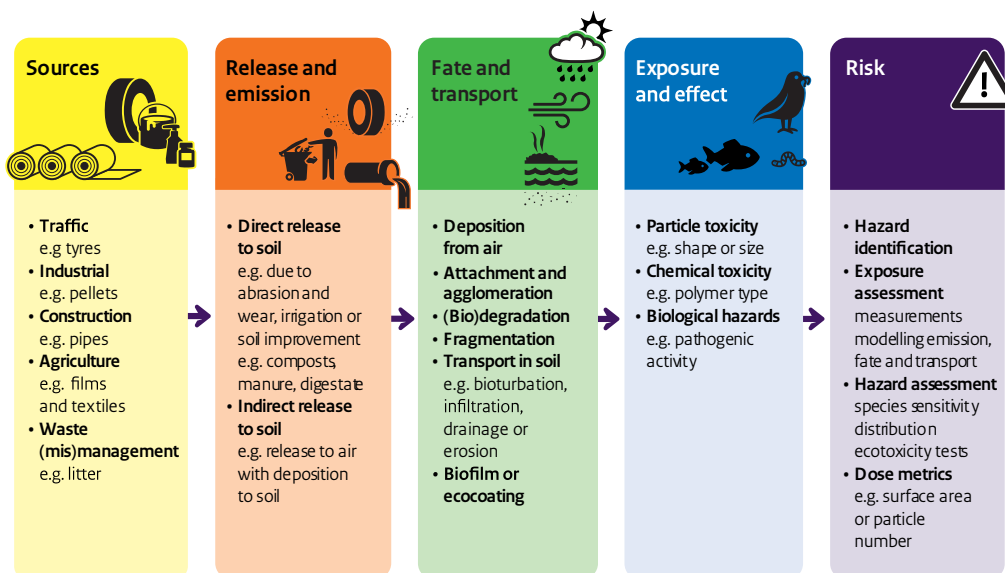 Sources
Traffic
e.g tyres
Industrial
e.g. pellets
Construction
e.g. pipes
Agriculture
e.g. films
and textiles
Waste
(mis)management
e.g. litter
Release and
emission
Direct release
to soil
e.g. due to
abrasion and
wear, irrigation or
soil improvement
e.g. composts,
manure, digestate
Indirect release
to soil
e.g. release to air
with deposition
to soil
Fate and
transport
Deposition
from air
Attachment and
agglomeration
(Bio)degradation
Fragmentation
Transport in soil
e.g. bioturbation,
infiltration,
drainage or
erosion
Biofilm or
ecocoating
Exposure
and effect
Particle toxicity
e.g. shape or size
Chemical toxicity
e.g. polymer type
Biological hazards
e.g. pathogenic
activity
Risk
!
Hazard
identification
Exposure
assessment
measurements
modelling emission,
fate and transport
Hazard assessment
species sensitivity
distribution
ecotoxicity tests
Dose metrics
e.g. surface area
or particle
number